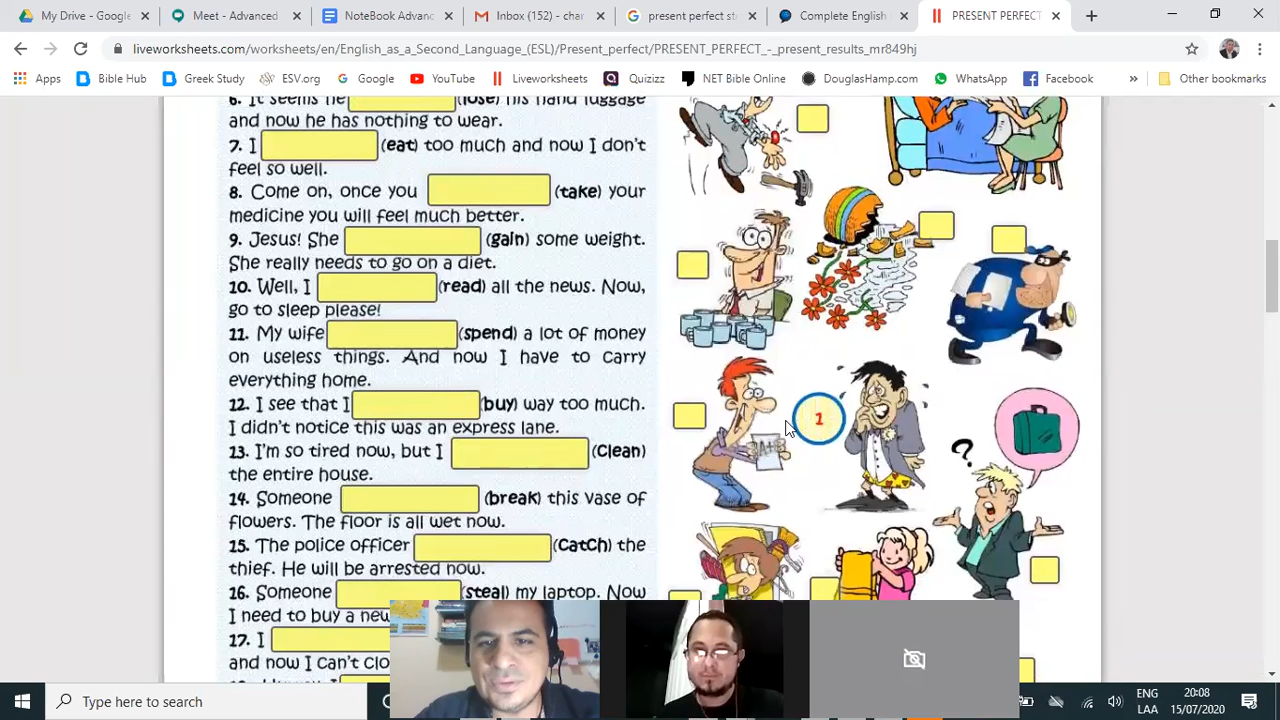 My Drive - Google
Meet - Advanced
NoteBook Advanc
Inbox (152) - char
present perfect
Complete English
PRESENT PERFECT
liveworksheets.com/worksheets/en/English_as_a_Second_Language_(ESL)/Present_perfect/PRESENT_PERFECT_-_present_results_mr849hj
Apps Bible Hub Greek Study ESV.org Google YouTube Liveworksheets Quizizz NET Bible Online DouglasHamp.com WhatsApp Facebook » Other bookmarks
6. It seems he (lose) his hand luggage
and now he has nothing to wear.
7. I (eat) too much and now I don't
feel so well.
8. Come on, once you (take) your
medicine you will feel much better.
9. Jesus! She (gain) some weight.
She really needs to go on a diet.
10. Well, I (read) all the news. Now,
go to sleep please!
11. My wife (spend) a lot of money
on useless things. And now I have to carry
everything home.
12. I see that I (buy) way too much.
I didn't notice this was an express lane.
13. I'm so tired now, but I (Clean)
the entire house.
14. Someone (break) this vase of
flowers. The floor is all wet now.
15. The police officer (Catch) the
thief. He will be arrested now.
16. Someone (steal) my laptop. Now
I need to buy a new
17. I
and now I can't clo
1
?
A+
Type here to search
ENG
LAA
20:08
15/07/2020